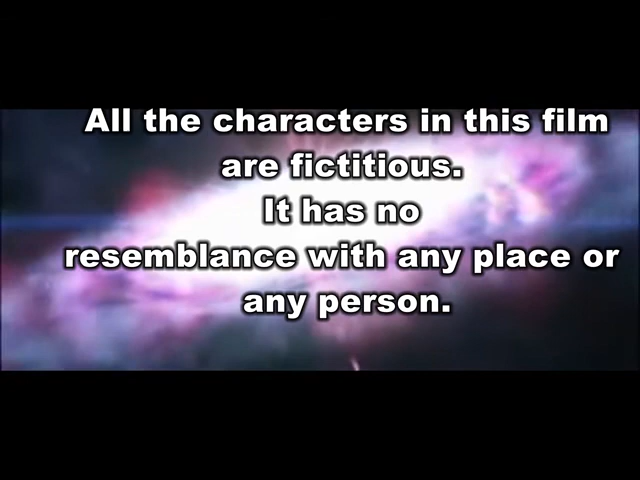 All the characters in this film
are fictitious.
It has no
resemblance with any place or
any person.